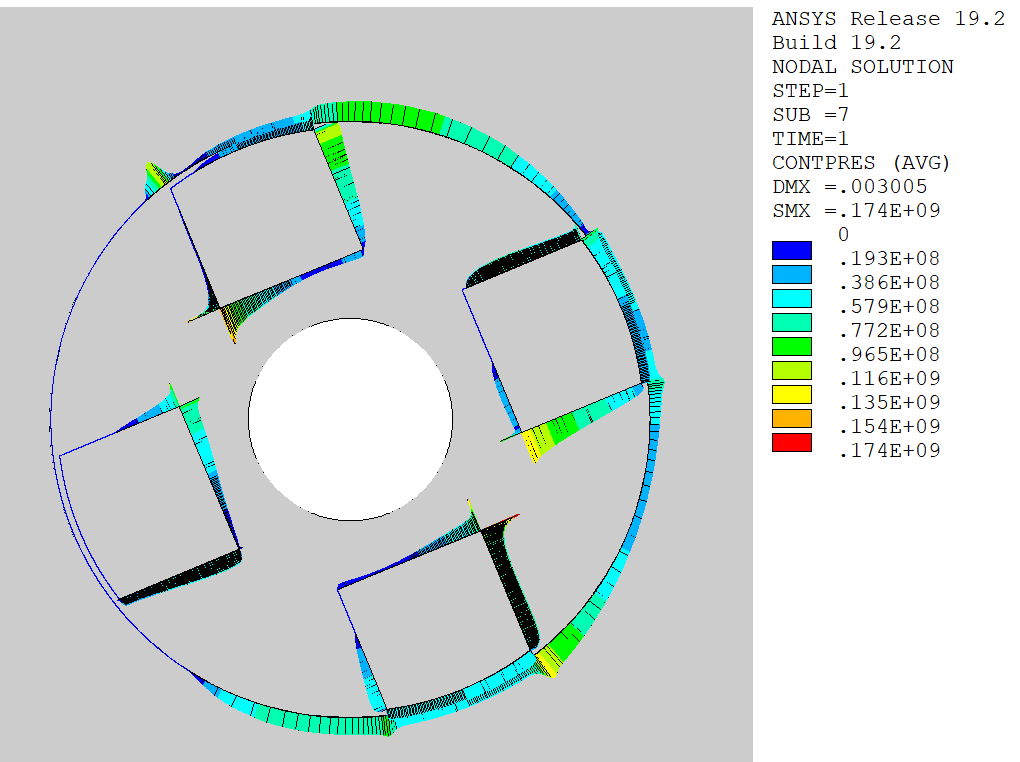 ANSYS Release 19.2
Build 19.2
NODAL SOLUTION
STEP=1
SUB =7
TIME=1
CONTPRES (AVG)
DMX =.003005
SMX =.174E+09
0
.193E+08
.386E+08
.579E+08
.772E+08
.965E+08
.116E+09
.135E+09
.154E+09
.174E+09